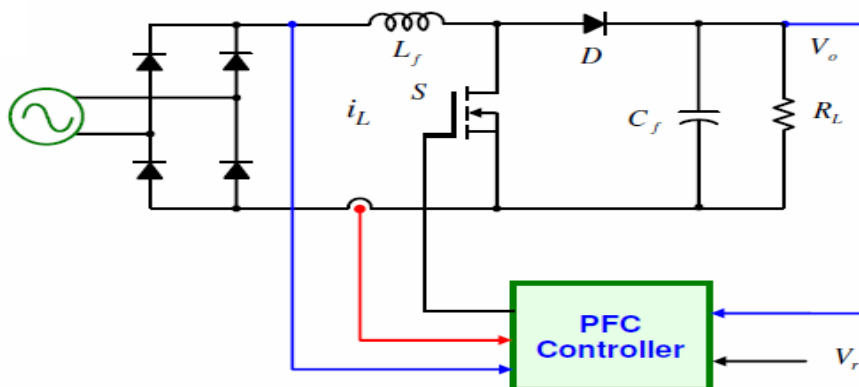 L_f
D
V_o
S
i_L
C_f
R_L
PFC
Controller
V_r